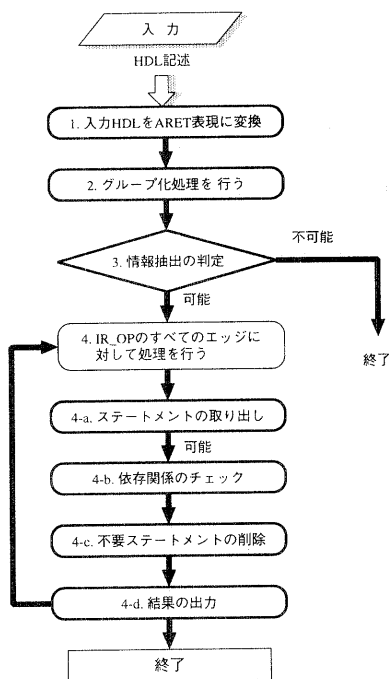 入 力
HDL記述
1. 入力HDLをARET表現に変換
2. グループ化処理を 行う
3. 情報抽出の判定
不可能
可能
終了
4. IR_OPのすべてのエッジに
対して処理を行う
4-a. ステートメントの取り出し
可能
4-b. 依存関係のチェック
4-c. 不要ステートメントの削除
4-d. 結果の出力
終了